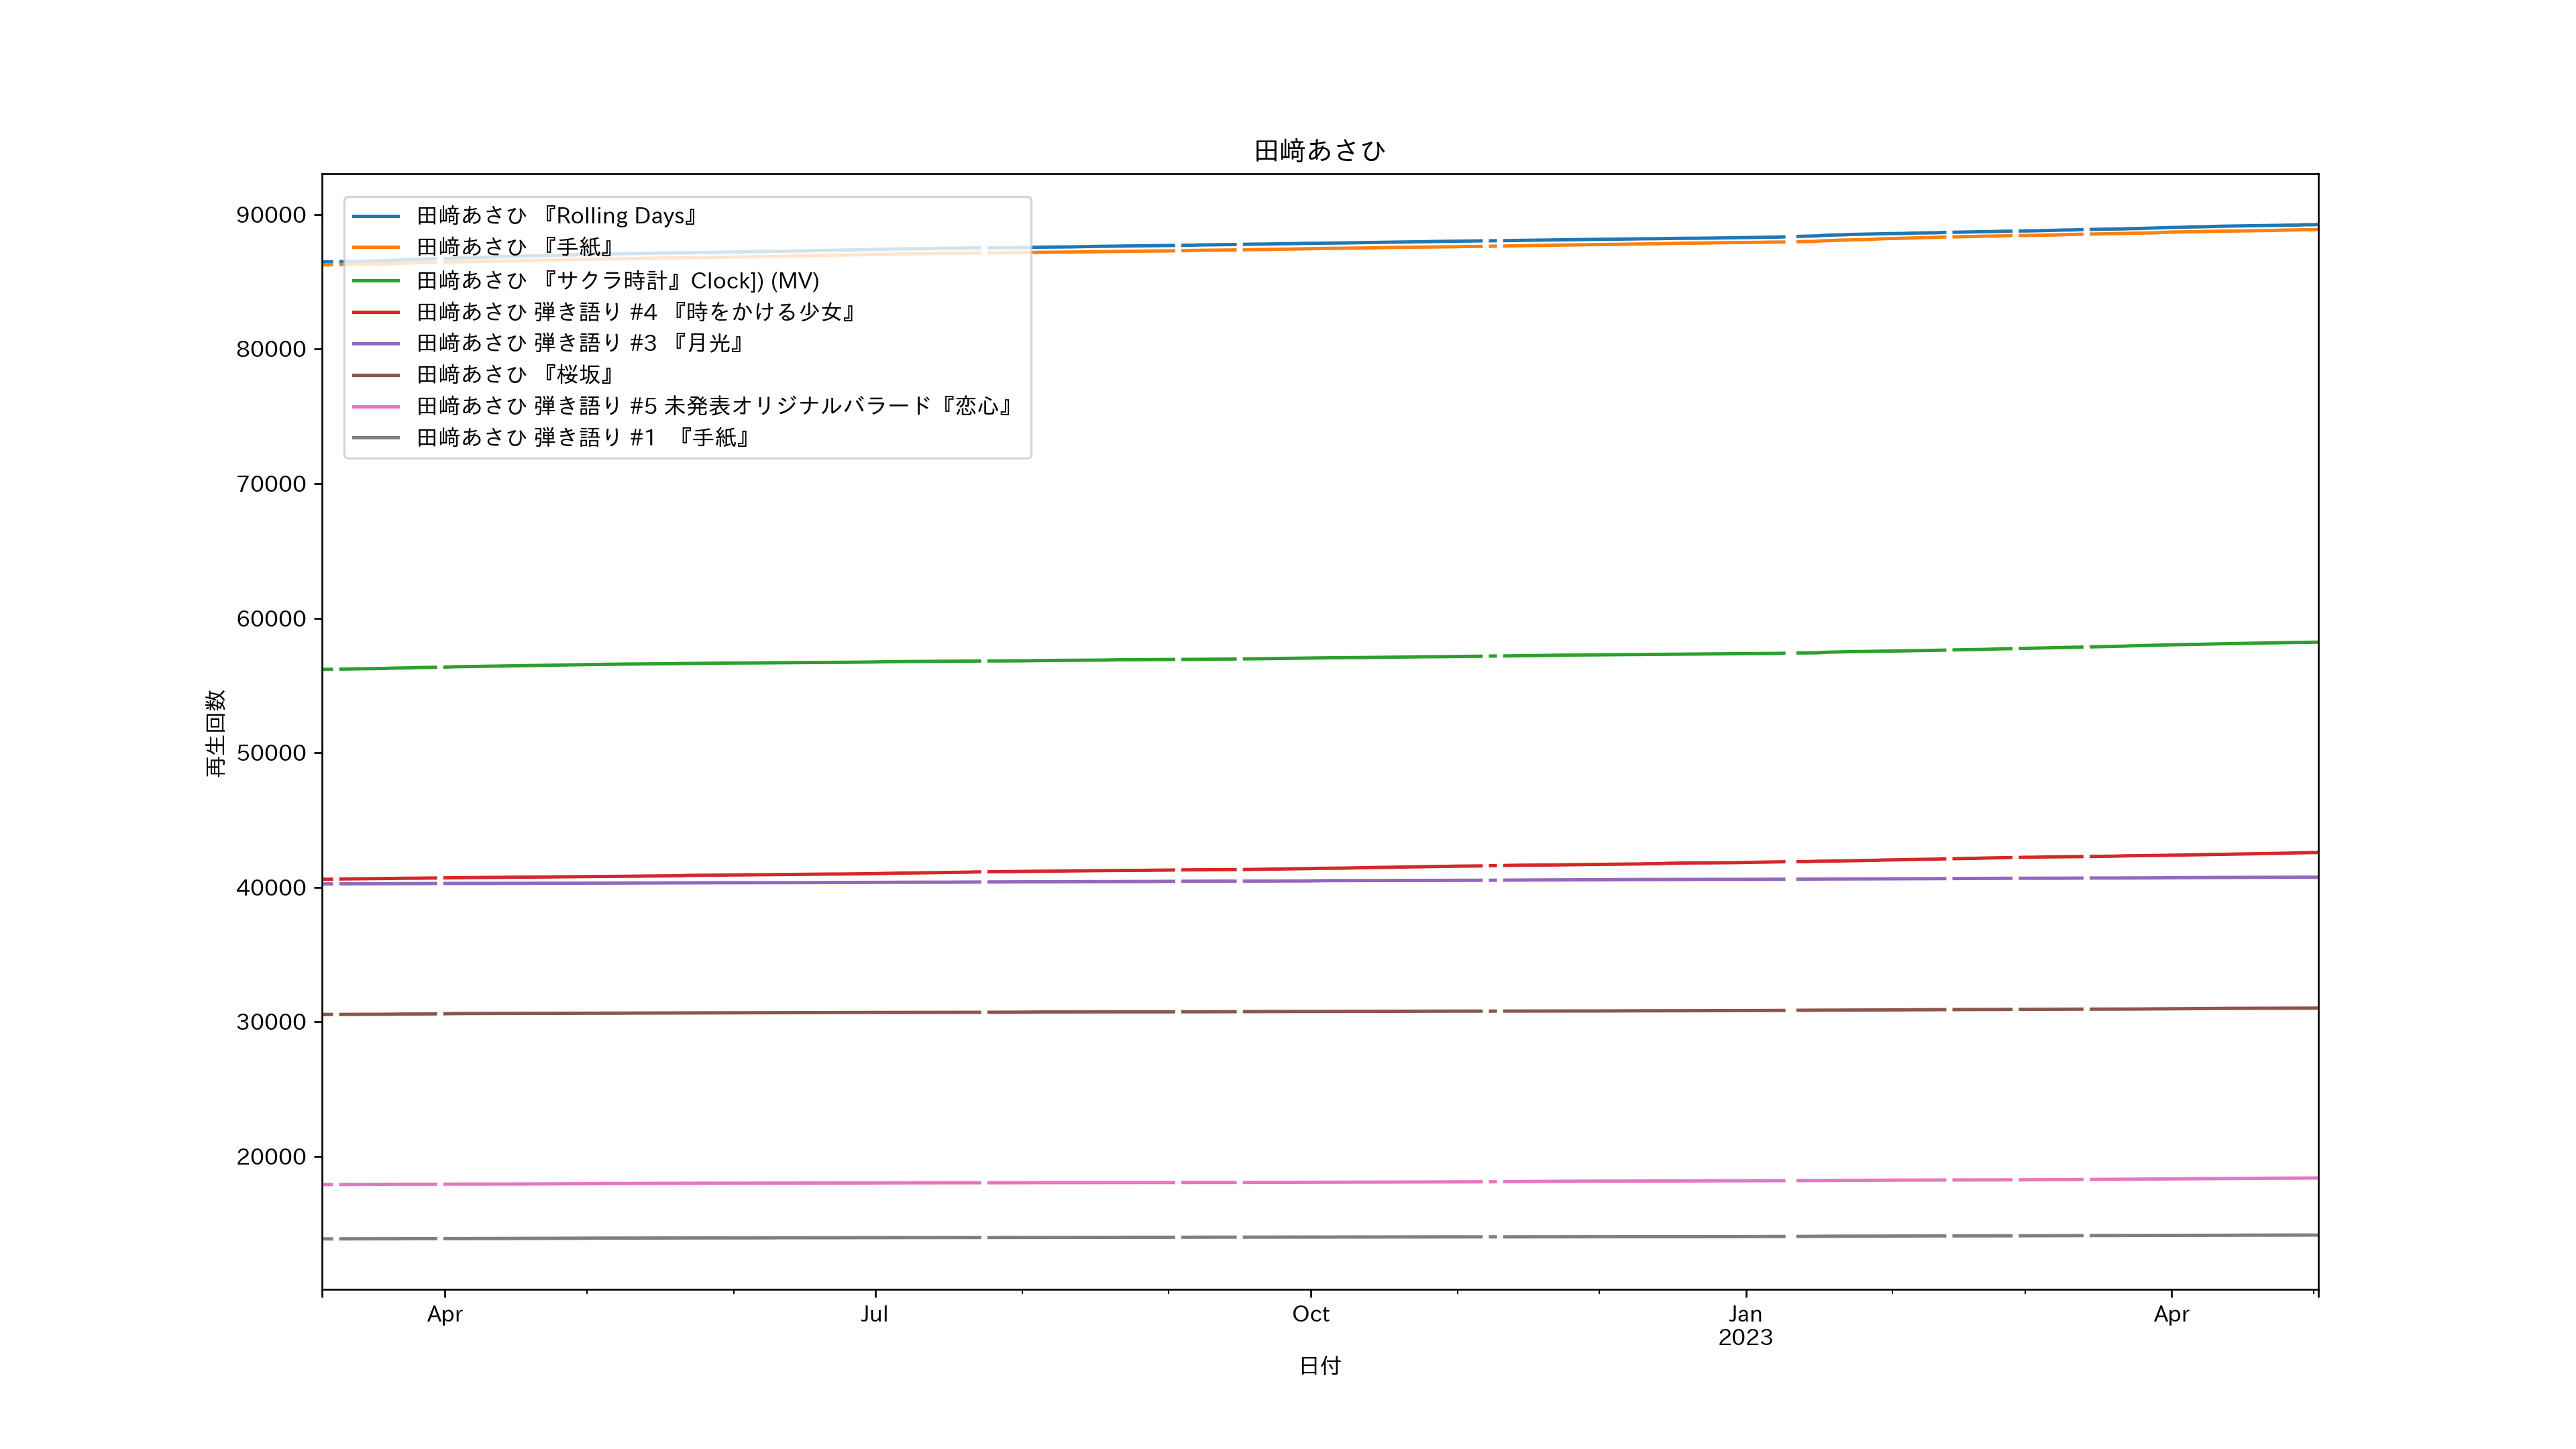 田﨑あさひ
90000
80000
70000
60000
50000
40000
30000
20000
再生回数
田﨑あさひ 『Rolling Days』
田﨑あさひ 『手紙』
田﨑あさひ 『サクラ時計』Clock]) (MV)
田﨑あさひ 弾き語り #4 『時をかける少女』
田﨑あさひ 弾き語り #3 『月光』
田﨑あさひ 『桜坂』
田﨑あさひ 弾き語り #5 未発表オリジナルバラード『恋心』
田﨑あさひ 弾き語り #1 『手紙』
Apr Jul Oct Jan Apr
2023
日付